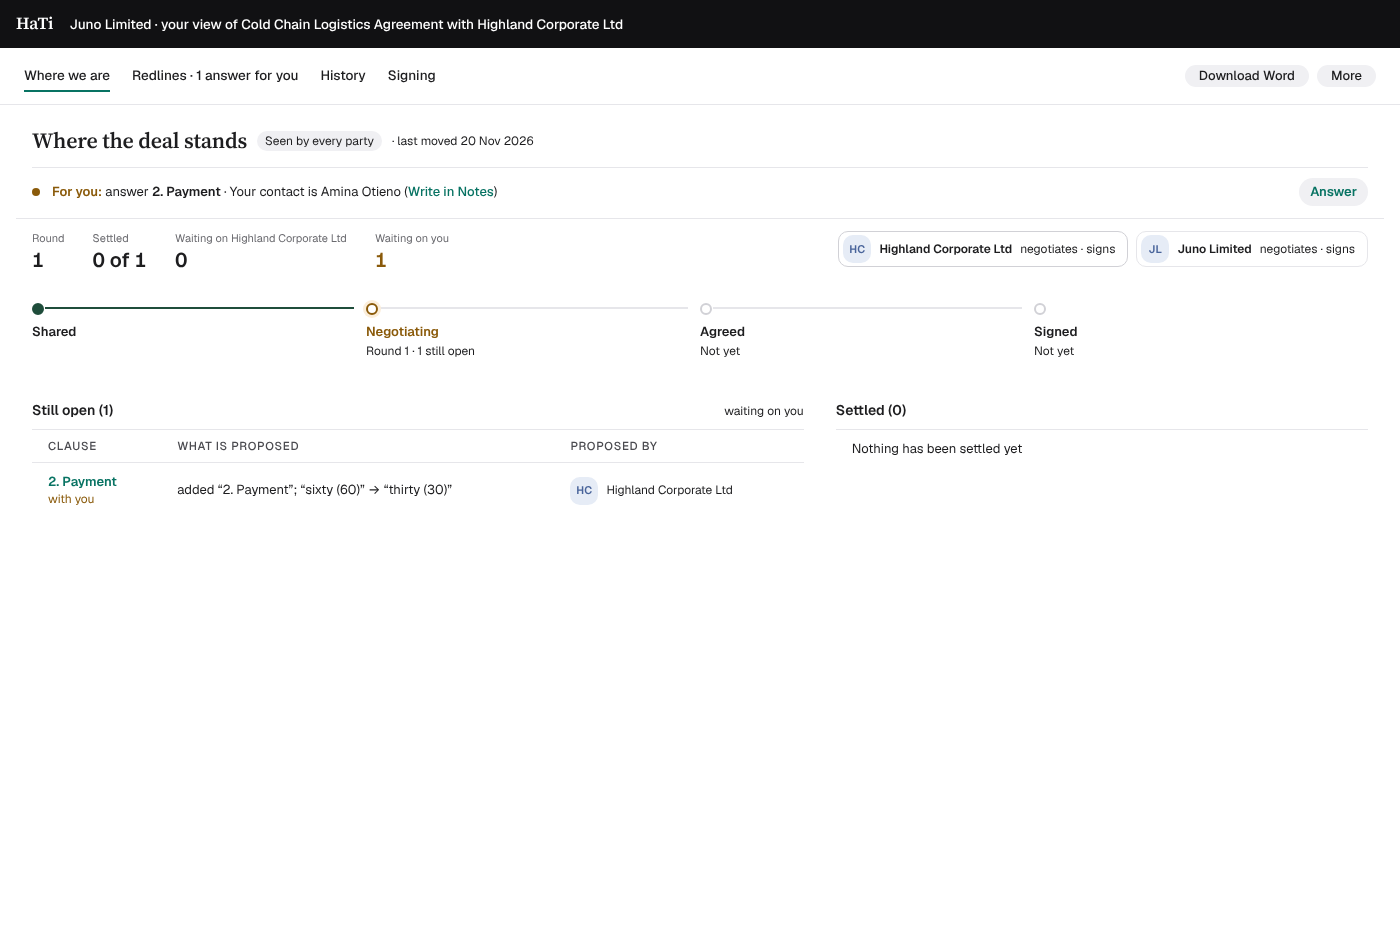 HaTi Juno Limited · your view of Cold Chain Logistics Agreement with Highland Corporate Ltd
Where we are Redlines · 1 answer for you History Signing Download Word More
Where the deal stands Seen by every party · last moved 20 Nov 2026
For you: answer 2. Payment · Your contact is Amina Otieno (Write in Notes) Answer
Round Settled Waiting on Highland Corporate Ltd Waiting on you
1 0 of 1 0 1
HC Highland Corporate Ltd negotiates · signs JL Juno Limited negotiates · signs
Shared Negotiating Agreed Signed
Round 1 · 1 still open Not yet Not yet
Still open (1) waiting on you Settled (0)
CLAUSE WHAT IS PROPOSED PROPOSED BY
Nothing has been settled yet
2. Payment
with you
added “2. Payment”; “sixty (60)” → “thirty (30)”
HC Highland Corporate Ltd